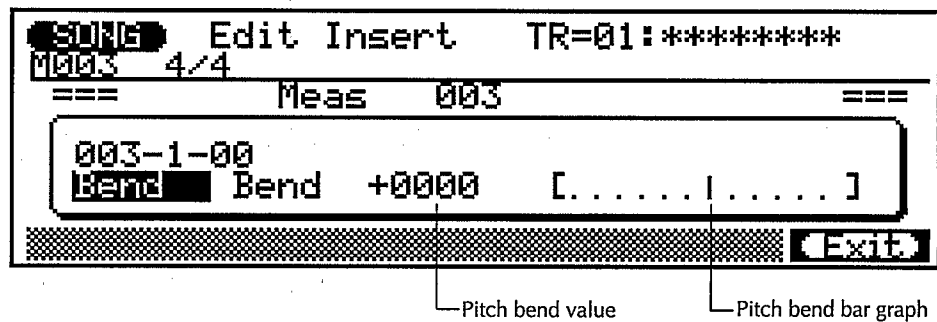 SONG Edit Insert TR=01:********
M003 4/4
=== Meas 003 ===
003-1-00
Bend Bend +0000 [......|.....]
Exit
Pitch bend value Pitch bend bar graph